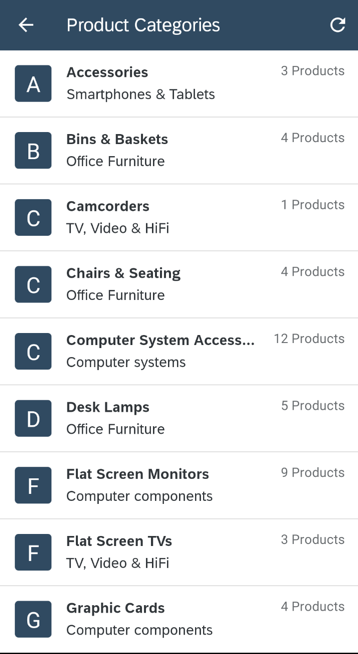 Product Categories
A
Accessories
3 Products
Smartphones & Tablets
B
Bins & Baskets
4 Products
Office Furniture
C
Camcorders
1 Products
TV, Video & HiFi
C
Chairs & Seating
4 Products
Office Furniture
C
Computer System Access...
12 Products
Computer systems
D
Desk Lamps
5 Products
Office Furniture
F
Flat Screen Monitors
9 Products
Computer components
F
Flat Screen TVs
3 Products
TV, Video & HiFi
G
Graphic Cards
4 Products
Computer components